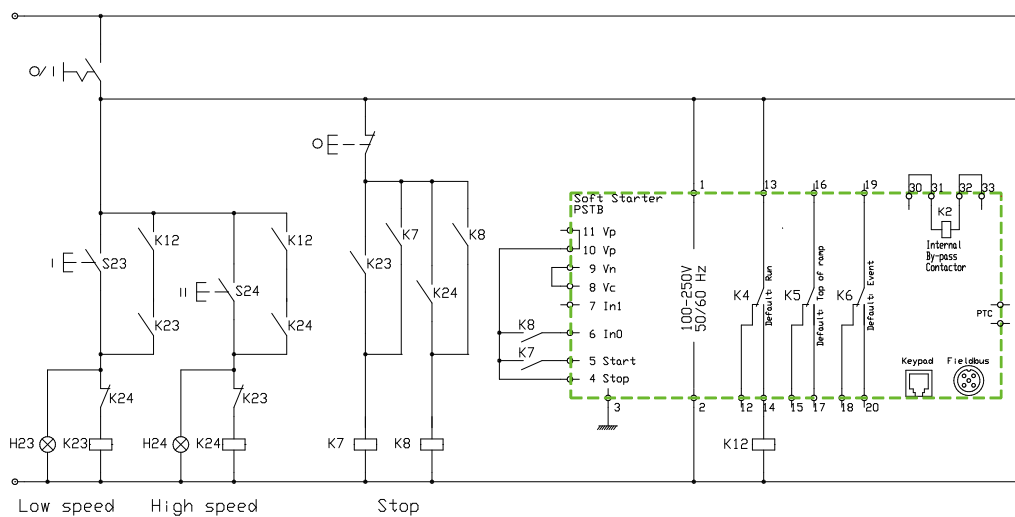 O/I
O
1
13
16
19
30
31
32
33
Soft Starter
PSTB
K2
Internal
By-pass
Contactor
11 Vp
10 Vp
9 Vn
8 Vc
7 In1
6 In0
5 Start
4 Stop
K12
K12
K7
K8
I
S23
II
S24
K23
K24
K23
K24
K8
K7
100-250V
50/60 Hz
K4
Default: Run
K5
Default: Top of ramp
K6
Default: Event
PTC
Keypad
Fieldbus
K24
K23
3
2
12
14
15
17
18
20
H23
K23
H24
K24
K7
K8
K12
Low speed
High speed
Stop